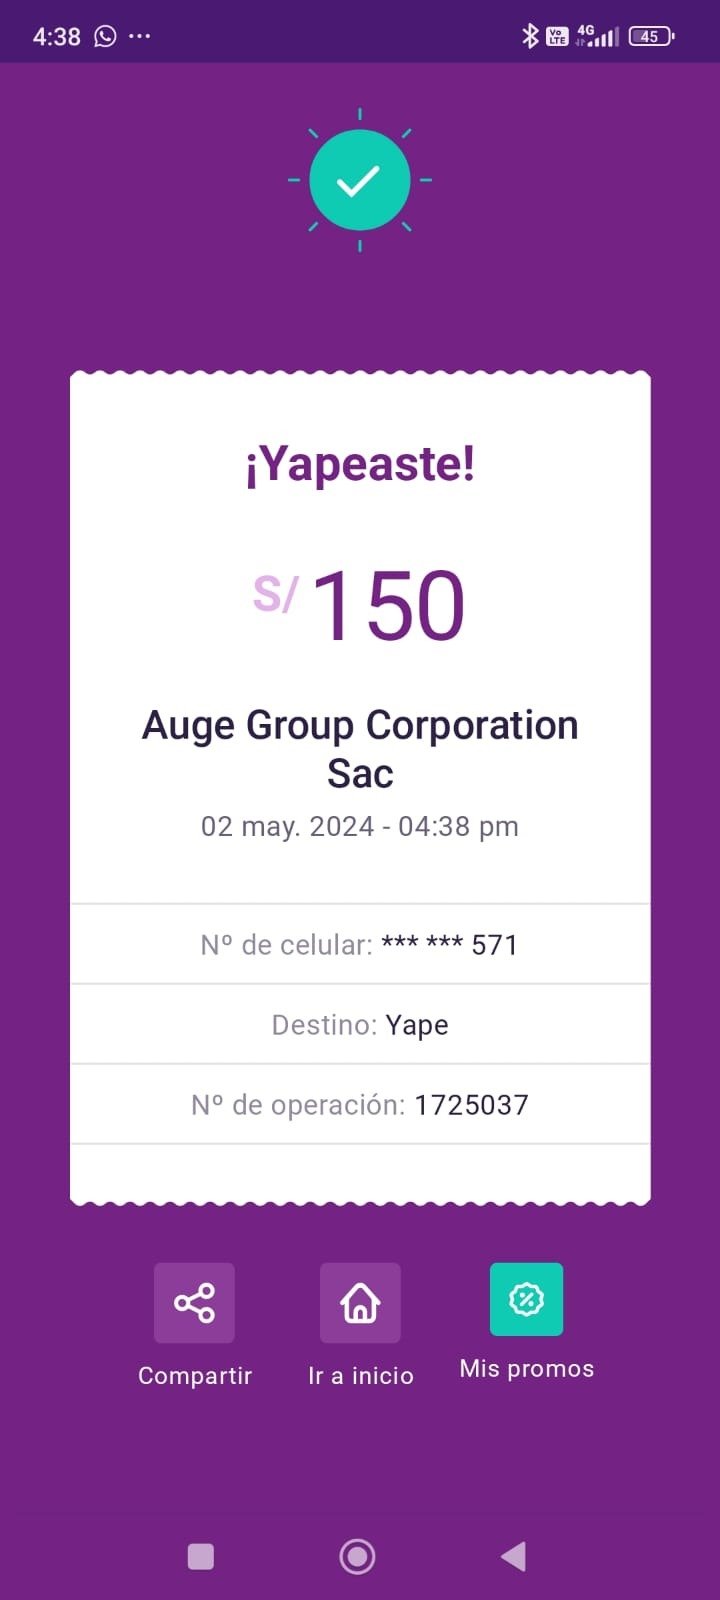 4:38
Vo LTE 4G 45
¡Yapeaste!
S/ 150
Auge Group Corporation
Sac
02 may. 2024 - 04:38 pm
Nº de celular: *** *** 571
Destino: Yape
Nº de operación: 1725037
Compartir Ir a inicio Mis promos